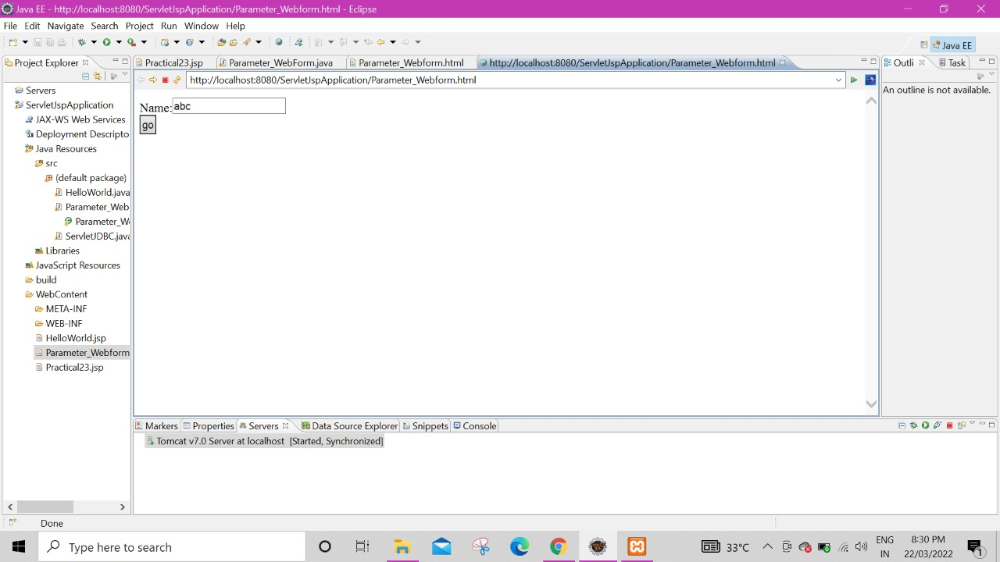 Java EE - http://localhost:8080/ServletJspApplication/Parameter_Webform.html - Eclipse
File Edit Navigate Search Project Run Window Help
Java EE
Project Explorer
Practical23.jsp
Parameter_WebForm.java
Parameter_Webform.html
http://localhost:8080/ServletJspApplication/Parameter_Webform.html
Outli
Task
http://localhost:8080/ServletJspApplication/Parameter_Webform.html
An outline is not available.
Servers
ServletJspApplication
JAX-WS Web Services
Deployment Descripto
Java Resources
src
(default package)
HelloWorld.java
Parameter_Web
Parameter_W
ServletJDBC.java
Libraries
JavaScript Resources
build
WebContent
META-INF
WEB-INF
HelloWorld.jsp
Parameter_Webform
Practical23.jsp
Name: abc
go
Markers Properties Servers Data Source Explorer Snippets Console
Tomcat v7.0 Server at localhost [Started, Synchronized]
Done
Type here to search
33°C
ENG
IN
8:30 PM
22/03/2022
1